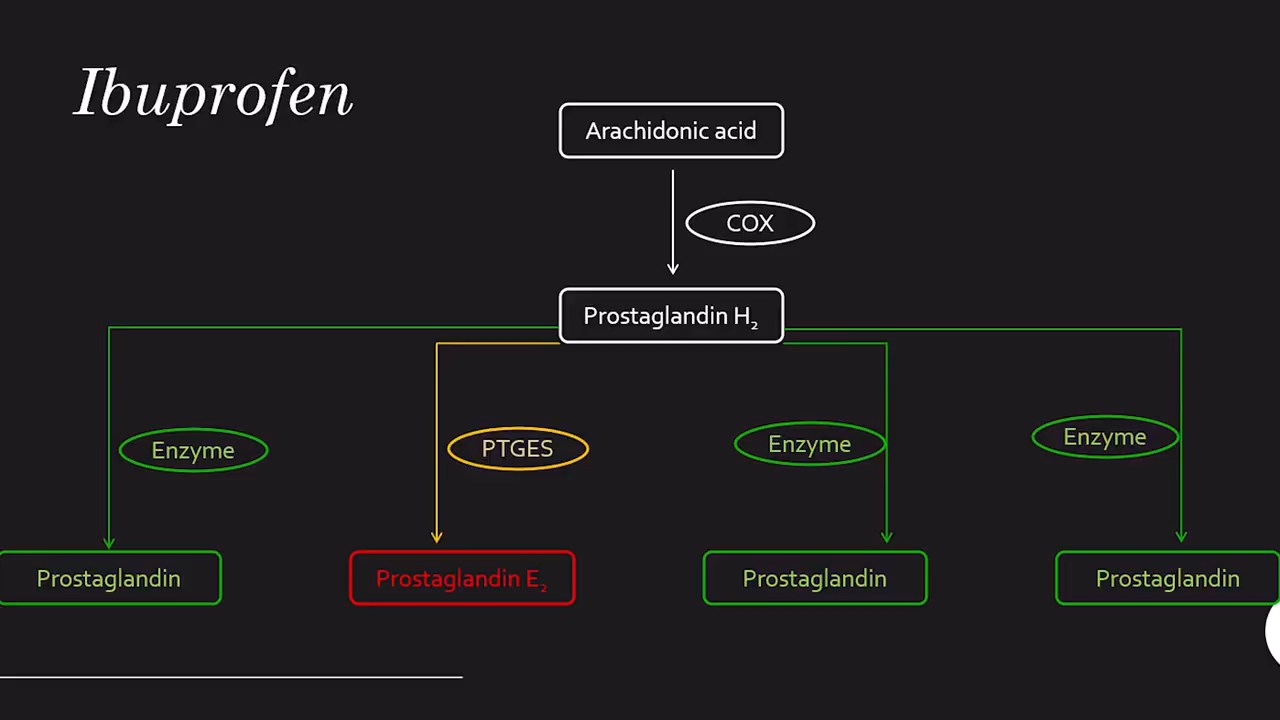 Ibuprofen
Arachidonic acid
COX
Prostaglandin H₂
Enzyme
PTGES
Enzyme
Enzyme
Prostaglandin
Prostaglandin E₂
Prostaglandin
Prostaglandin